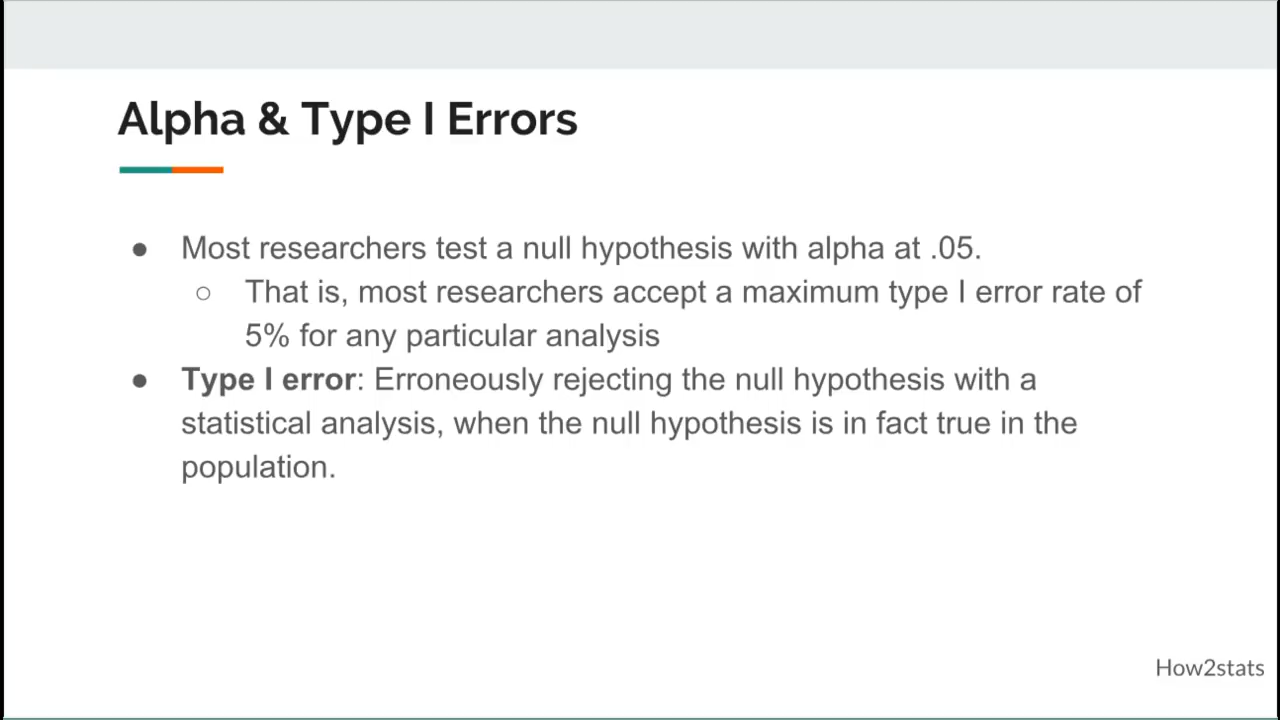 Alpha & Type I Errors
● Most researchers test a null hypothesis with alpha at .05.
○ That is, most researchers accept a maximum type I error rate of
5% for any particular analysis
● Type I error: Erroneously rejecting the null hypothesis with a
statistical analysis, when the null hypothesis is in fact true in the
population.
How2stats